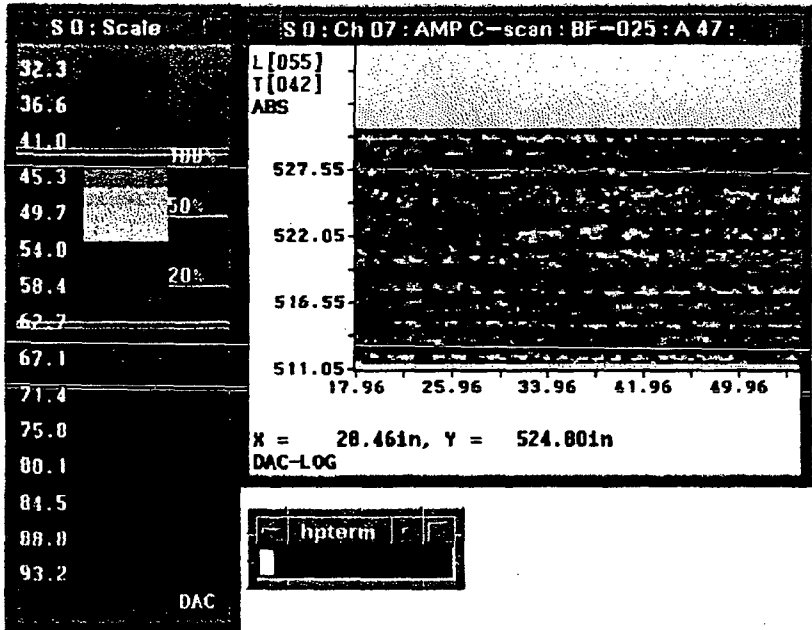 S 0 : Scale
32.3
36.6
41.0
100%
45.3
49.7
50%
54.0
58.4
20%
62.7
67.1
71.4
75.8
80.1
84.5
88.8
93.2
DAC
S 0 : Ch 07 : AMP C-scan : BF-025 : A 47 :
L[055]
T[042]
ABS
527.55
522.05
516.55
511.05
17.96 25.96 33.96 41.96 49.96
X = 28.46in, Y = 524.80in
DAC-LOG
hpterm